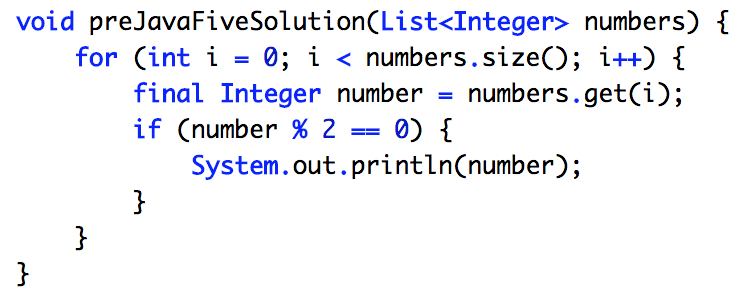 void preJavaFiveSolution(List<Integer> numbers) {
    for (int i = 0; i < numbers.size(); i++) {
        final Integer number = numbers.get(i);
        if (number % 2 == 0) {
            System.out.println(number);
        }
    }
}